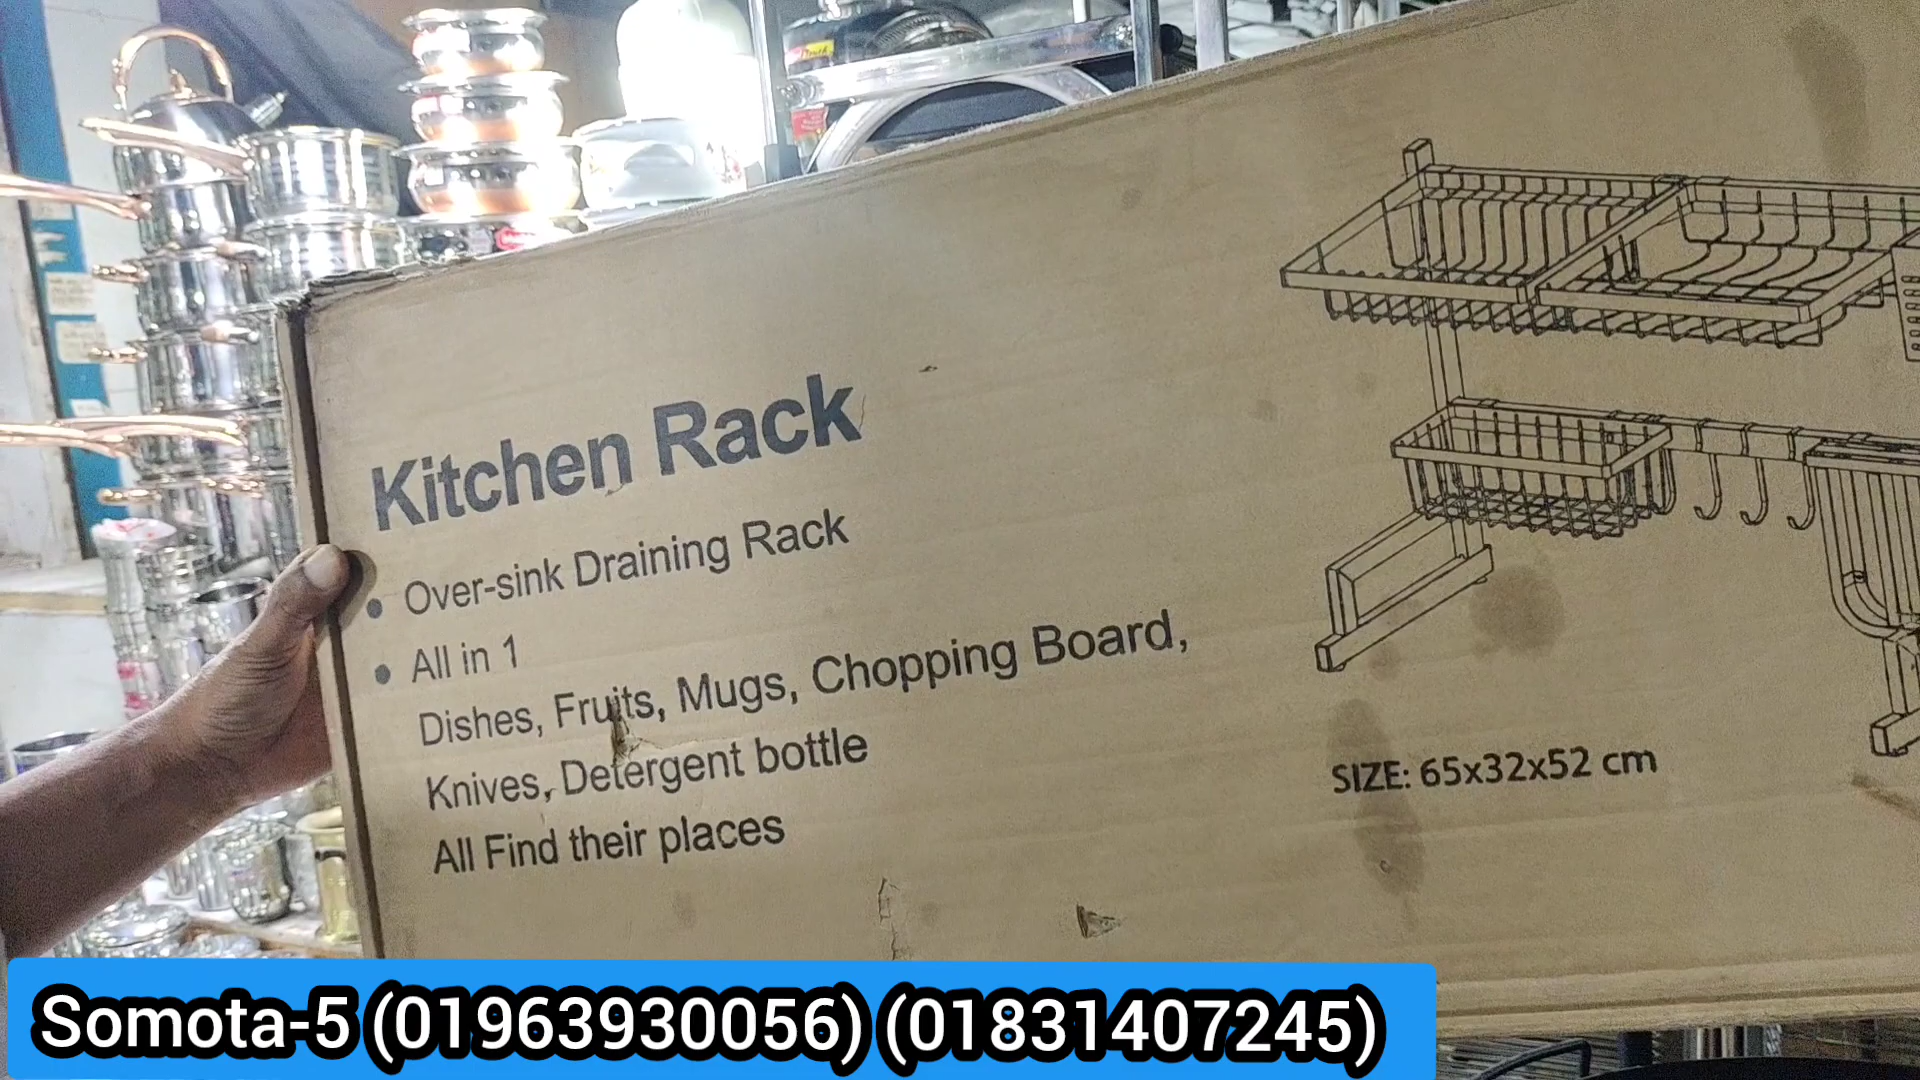 Kitchen Rack
• Over-sink Draining Rack
• All in 1
Dishes, Fruits, Mugs, Chopping Board,
Knives, Detergent bottle
All Find their places
SIZE: 65x32x52 cm
Somota-5 (01963930056) (01831407245)